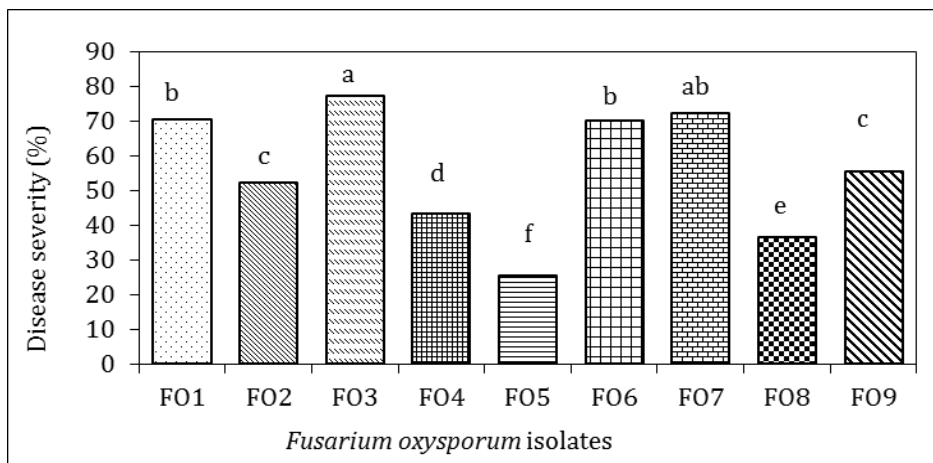 90
80
70
60
50
40
30
20
10
0
Disease severity (%)
b
c
a
d
f
b
ab
e
c
FO1 FO2 FO3 FO4 FO5 FO6 FO7 FO8 FO9
Fusarium oxysporum isolates